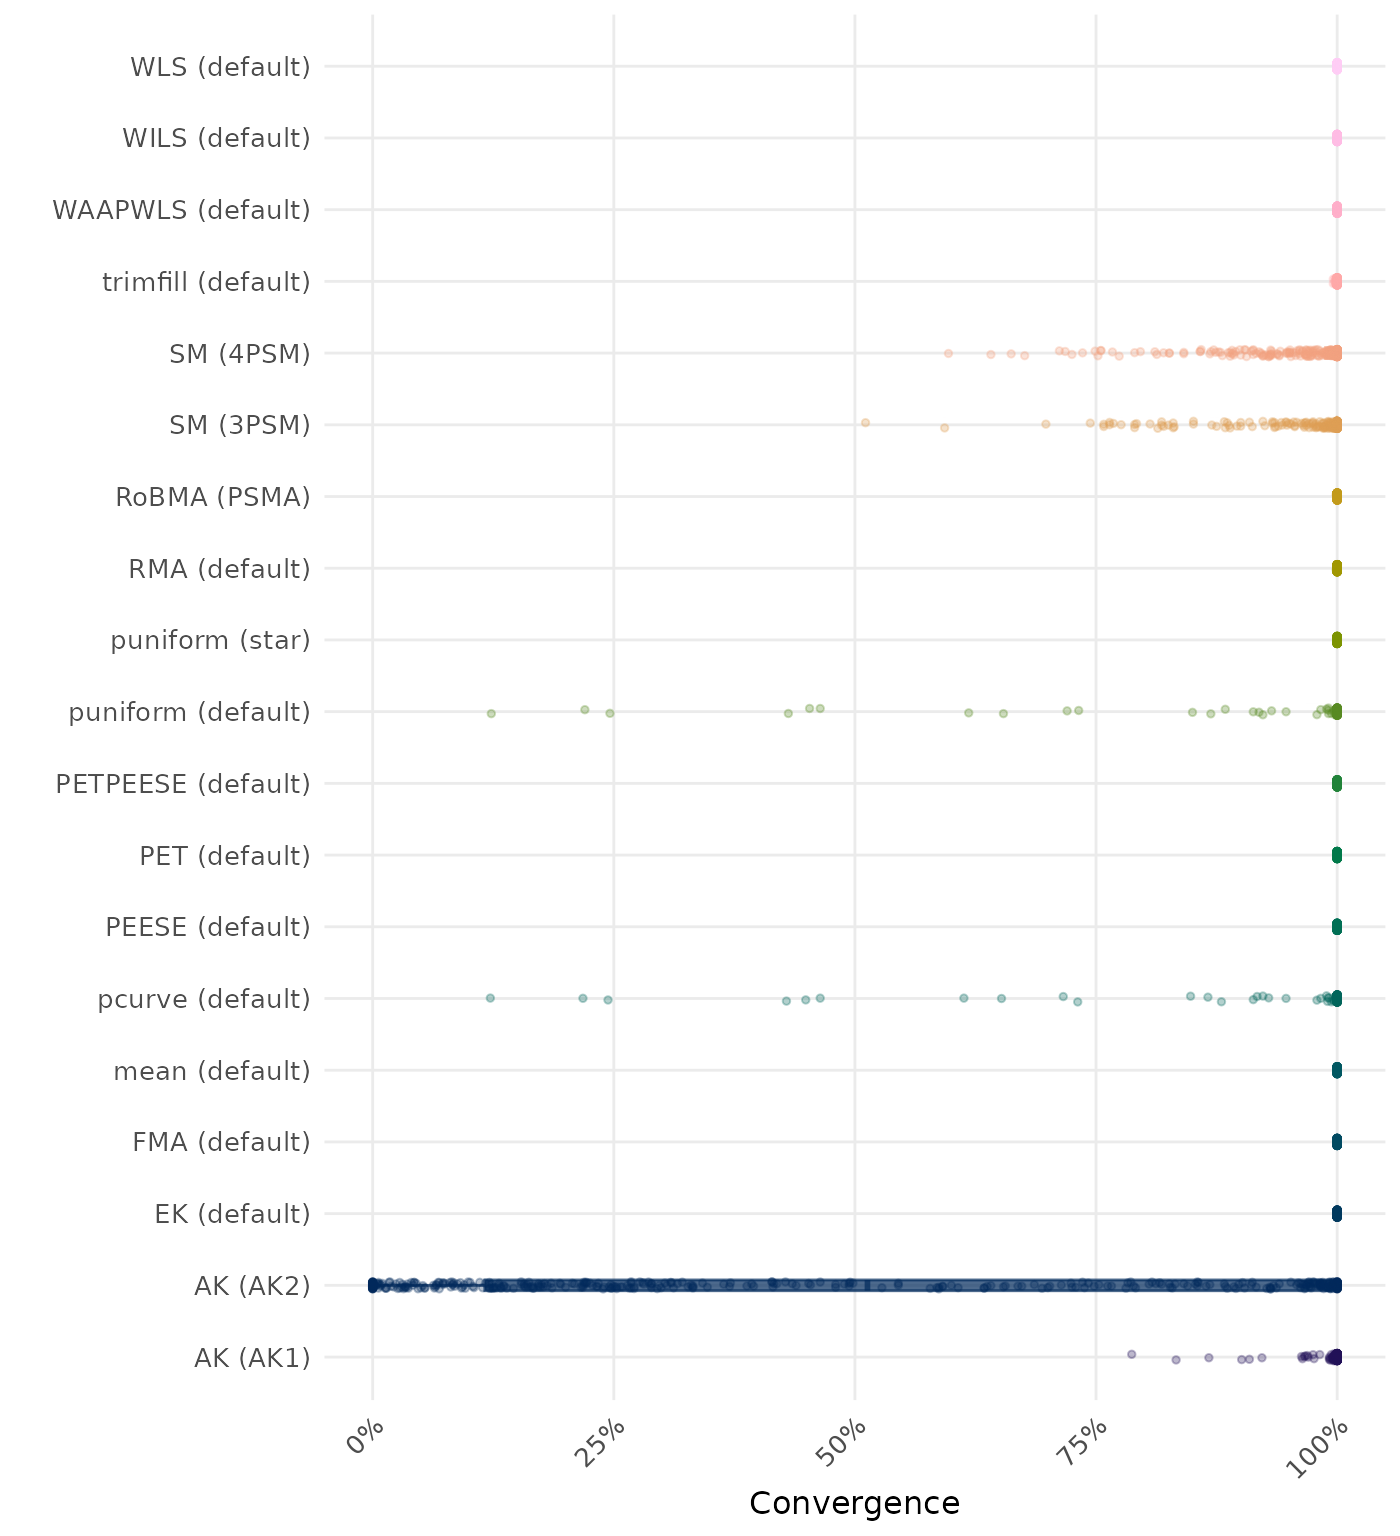 WLS (default)
WILS (default)
WAAPWLS (default)
trimfill (default)
SM (4PSM)
SM (3PSM)
RoBMA (PSMA)
RMA (default)
puniform (star)
puniform (default)
PETPEESE (default)
PET (default)
PEESE (default)
pcurve (default)
mean (default)
FMA (default)
EK (default)
AK (AK2)
AK (AK1)
0%
25%
50%
75%
100%
Convergence